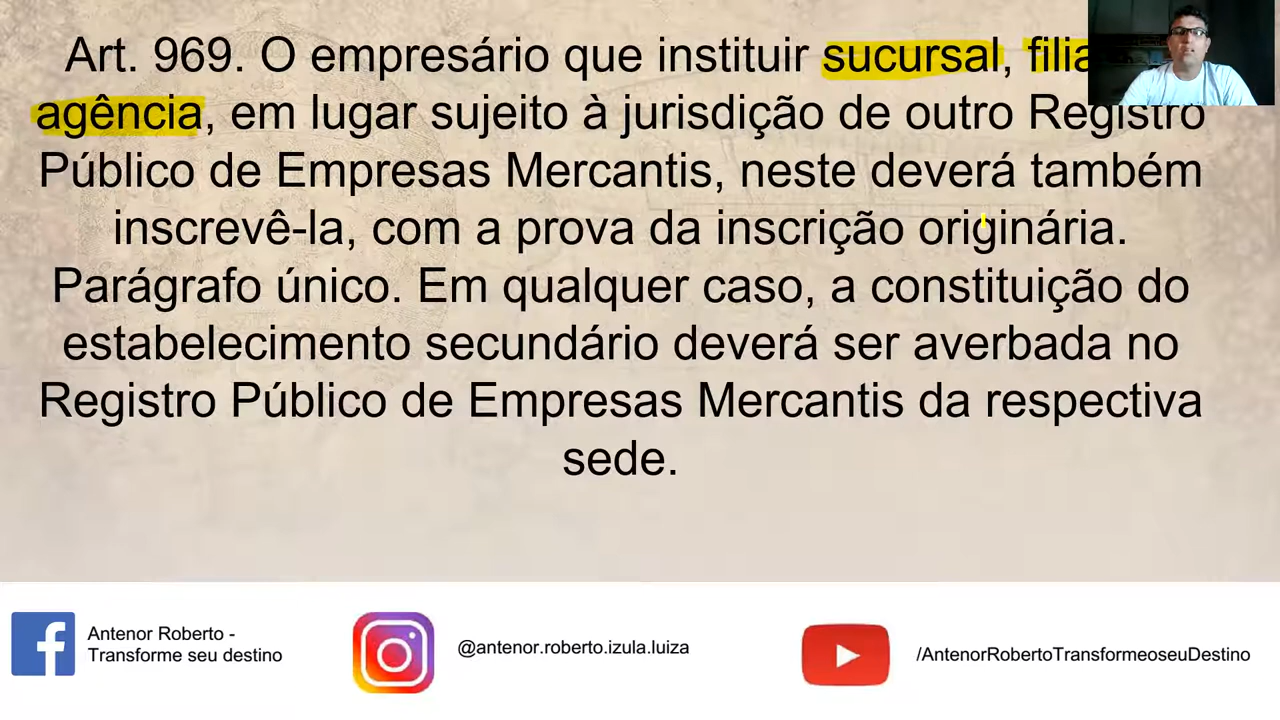 Art. 969. O empresário que instituir sucursal,
agência, em lugar sujeito à jurisdição de outro Registro
Público de Empresas Mercantis, neste deverá também
inscrevê-la, com a prova da inscrição originária.
Parágrafo único. Em qualquer caso, a constituição do
estabelecimento secundário deverá ser averbada no
Registro Público de Empresas Mercantis da respectiva
sede.
Antenor Roberto -
Transforme seu destino
@antenor.roberto.izula.luiza
/AntenorRobertoTransformeoseuDestino